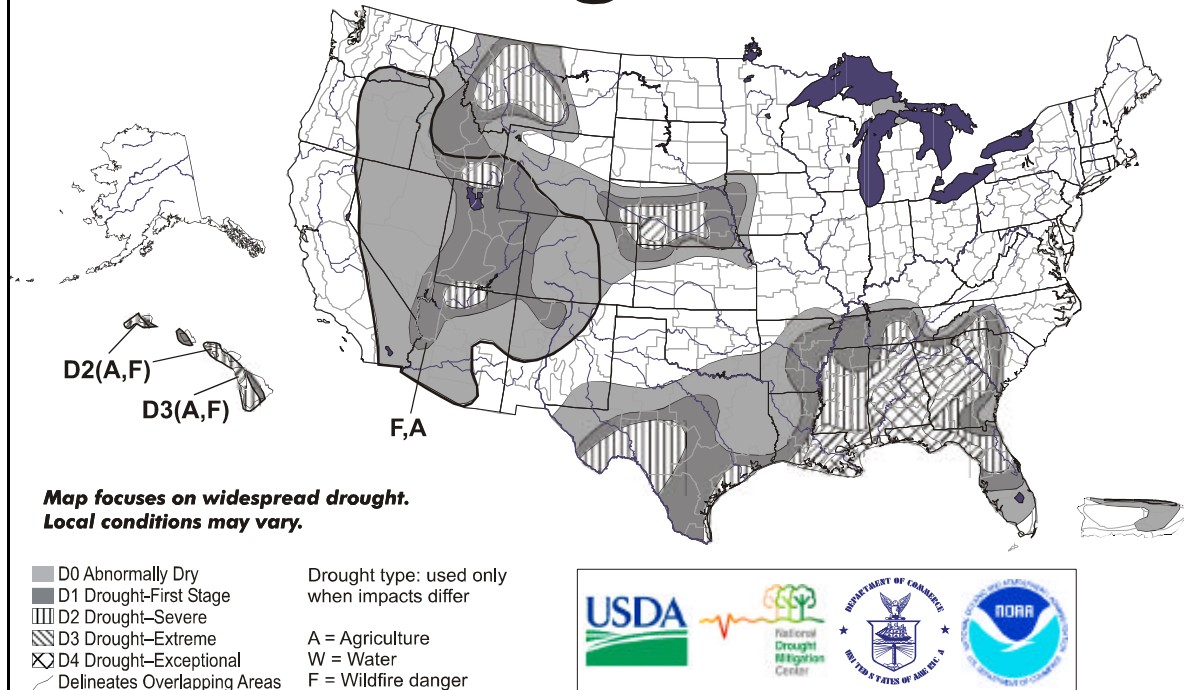 D2(A,F)
D3(A,F)
F,A
Map focuses on widespread drought.
Local conditions may vary.
D0 Abnormally Dry
D1 Drought–First Stage
D2 Drought–Severe
D3 Drought–Extreme
D4 Drought–Exceptional
Delineates Overlapping Areas
Drought type: used only
when impacts differ
A = Agriculture
W = Water
F = Wildfire danger
USDA
National
Drought
Mitigation
Center
DEPARTMENT OF COMMERCE
NOAA